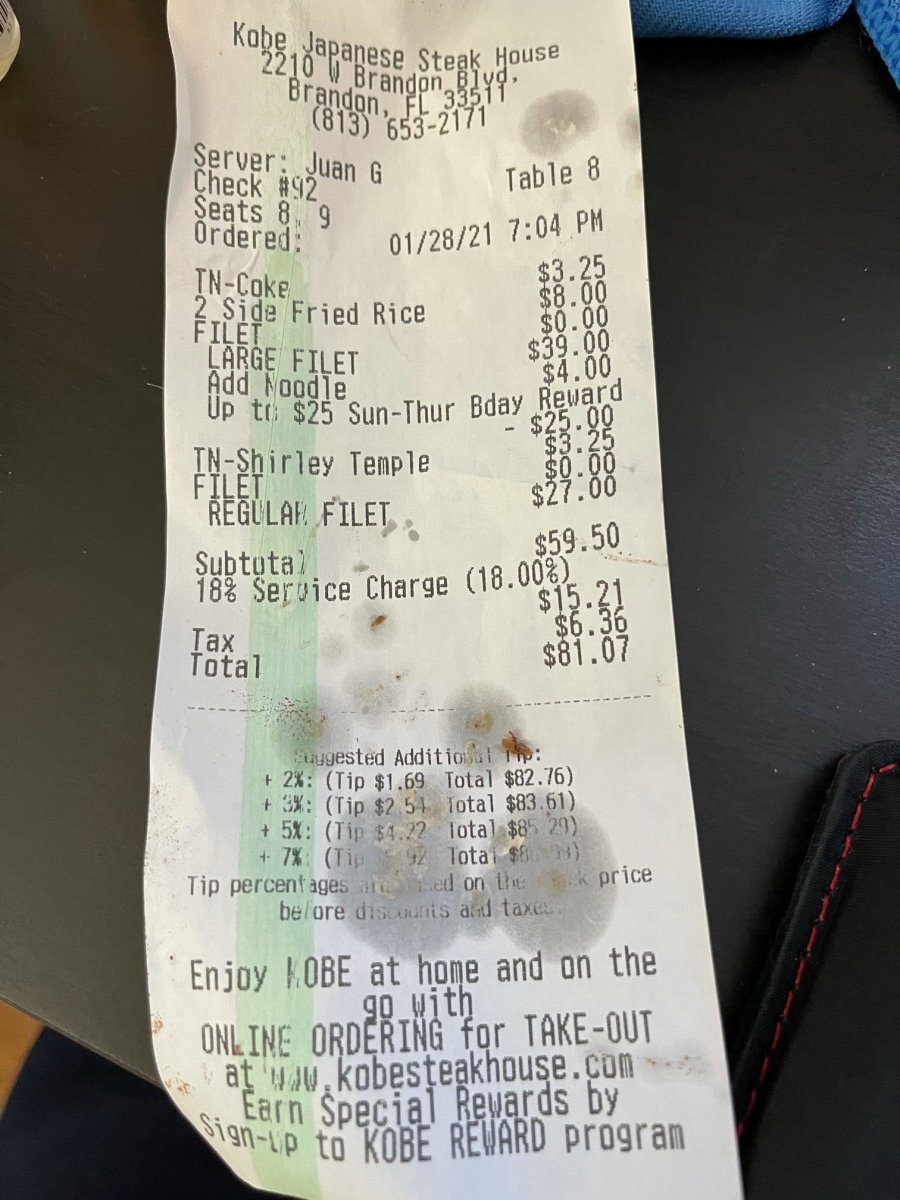 Kobe Japanese Steak House
2210 W Brandon Blvd.
Brandon, FL 33511
(813) 653-2171
Server: Juan G Table 8
Check #92
Seats 8, 9
Ordered: 01/28/21 7:04 PM
TN-Coke $3.25
2 Side Fried Rice $8.00
FILET $0.00
LARGE FILET $39.00
Add Noodle $4.00
Up to $25 Sun-Thur Bday Reward
- $25.00
TN-Shirley Temple $3.25
FILET $0.00
REGULAR FILET $27.00
Subtotal $59.50
18% Service Charge (18.00%)
$15.21
Tax $6.36
Total $81.07
Suggested Additional Tip:
+ 2%: (Tip $1.69 Total $82.76)
+ 3%: (Tip $2.54 Total $83.61)
+ 5%: (Tip $4.22 Total $85.29)
+ 7%: (Tip Total
Tip percentages are based on the price
before discounts and taxes.
Enjoy KOBE at home and on the
go with
ONLINE ORDERING for TAKE-OUT
at www.kobesteakhouse.com
Earn Special Rewards by
Sign-up to KOBE REWARD program